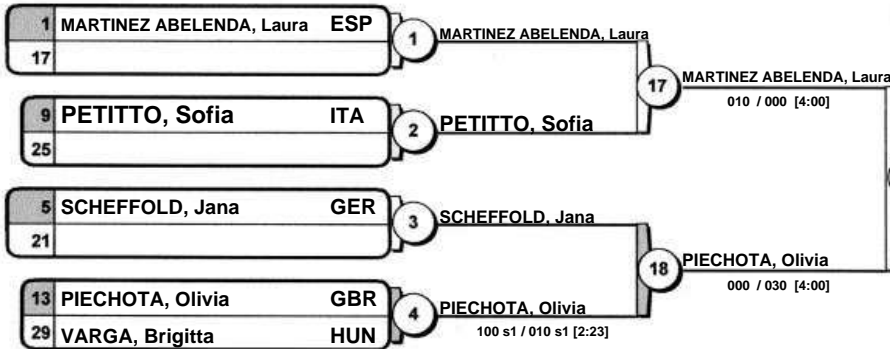 1 MARTINEZ ABELENDA, Laura ESP
17
1
MARTINEZ ABELENDA, Laura
9 PETITTO, Sofia ITA
25
2
PETITTO, Sofia
17
MARTINEZ ABELENDA, Laura
010 / 000 [4:00]
5 SCHEFFOLD, Jana GER
21
3
SCHEFFOLD, Jana
13 PIECHOTA, Olivia GBR
29 VARGA, Brigitta HUN
4
PIECHOTA, Olivia
100 s1 / 010 s1 [2:23]
18
PIECHOTA, Olivia
000 / 030 [4:00]